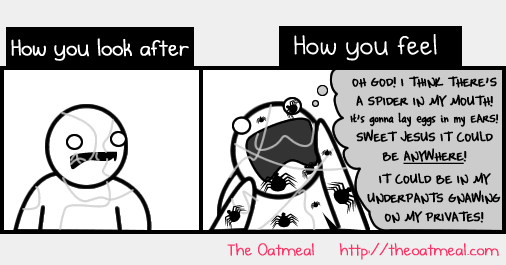 How you look after
How you feel
OH GOD! I THINK THERE'S
A SPIDER IN MY MOUTH!
It's gonna lay eggs in my EARS!
SWEET JESUS IT COULD
BE ANYWHERE!
IT COULD BE IN MY
UNDERPANTS GNAWING
ON MY PRIVATES!
The Oatmeal http://theoatmeal.com